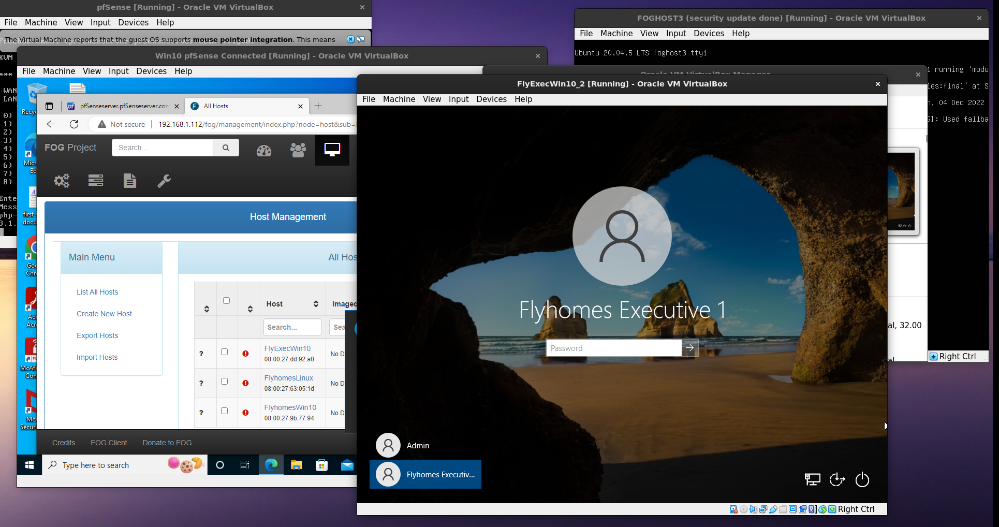 pfSense [Running] - Oracle VM VirtualBox
File Machine View Input Devices Help
The Virtual Machine reports that the guest OS supports mouse pointer integration. This means
KVM
***
WAN
LAN
0)
1)
2)
3)
4)
5)
6)
7)
8)
Ente
Mess
php-
3.1.
Win10 pfSense Connected [Running] - Oracle VM VirtualBox
File Machine View Input Devices Help
Recyc
Micr
Ed
first s
docu
Goo
Chr
Ad
Acr
McAfe
Con
Mc
Securi
pfSenseserver.pfSenseserver.com
All Hosts
Not secure
192.168.1.112/fog/management/index.php?node=host&sub=l
FOG Project
Search...
Host Management
Main Menu
List All Hosts
Create New Host
Export Hosts
Import Hosts
All Hos
Host
Imaged
Search...
Sea
?
FlyExecWin10
08:00:27:dd:92:a0
No D
?
FlyhomesLinux
08:00:27:63:05:1d
No D
?
FlyhomesWin10
08:00:27:9b:77:94
No D
Credits
FOG Client
Donate to FOG
Type here to search
FOGHOST3 (security update done) [Running] - Oracle VM VirtualBox
File Machine View Input Devices Help
Ubuntu 20.04.5 LTS foghost3 tty1
1 running 'modu
les:final' at S
n, 04 Dec 2022
G]: Used fallba
Right Ctrl
Oracle VM VirtualBox Manager
al, 32.00
al
FlyExecWin10_2 [Running] - Oracle VM VirtualBox
File Machine View Input Devices Help
Flyhomes Executive 1
Password
Admin
Flyhomes Executiv...
Right Ctrl